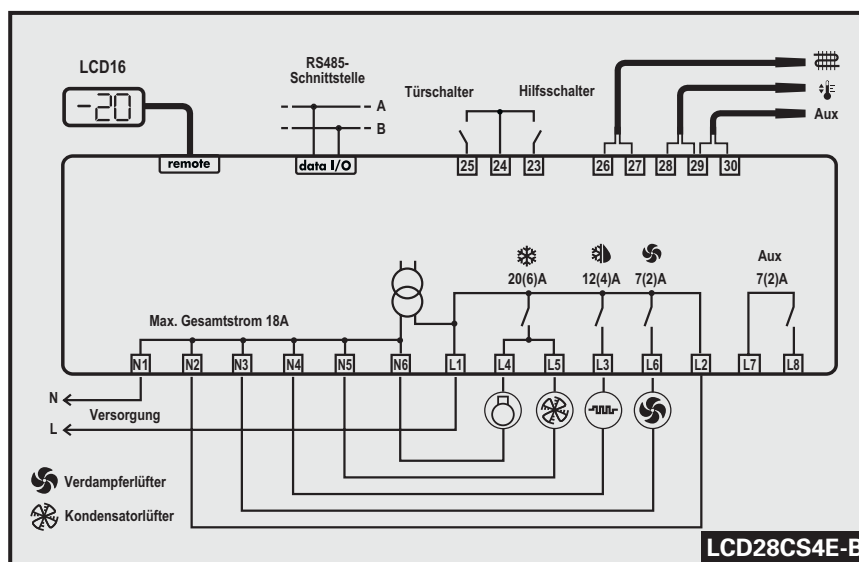 LCD16
-20
RS485-
Schnittstelle
A
B
Türschalter
Hilfsschalter
Aux
remote
data I/O
25 24 23 26 27 28 29 30
20(6)A
12(4)A
7(2)A
Aux
7(2)A
Max. Gesamtstrom 18A
N1 N2 N3 N4 N5 N6 L1 L4 L5 L3 L6 L2 L7 L8
N
Versorgung
L
Verdampferlüfter
Kondensatorlüfter
LCD28CS4E-B